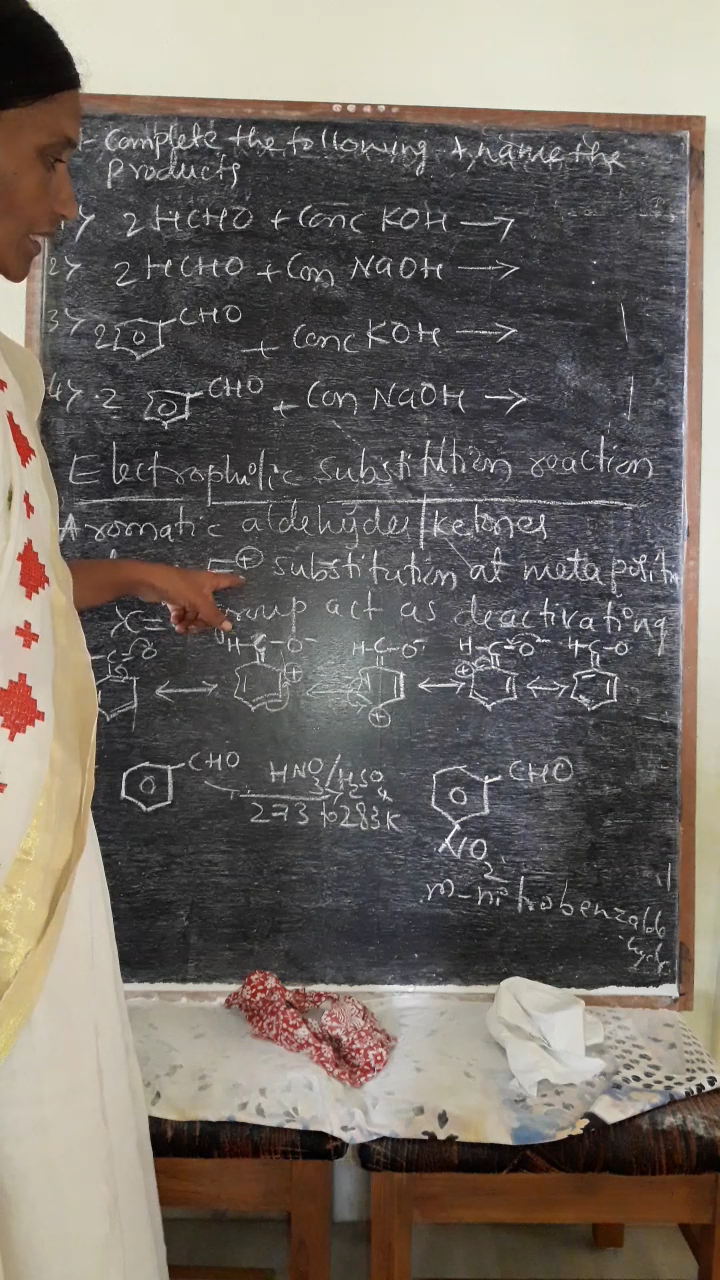 - Complete the following & name the
products
1> 2HCHO + Conc KOH →
2> 2HCHO + Con NaOH →
3> 2 CHO + Conc KOH →
4> 2 CHO + Con NaOH →
Electrophilic substitution reaction
Aromatic aldehydes/ketones
E⊕ substitution at meta
group act as deactivating
H-C-O⁻ H-C-O⁻ H-C-O⁻ H-C-O
⊕ ⊕ ⊕
CHO HNO3/H2SO4 CHO
273 to 283K
NO2
m-nitrobenzalde
hyde